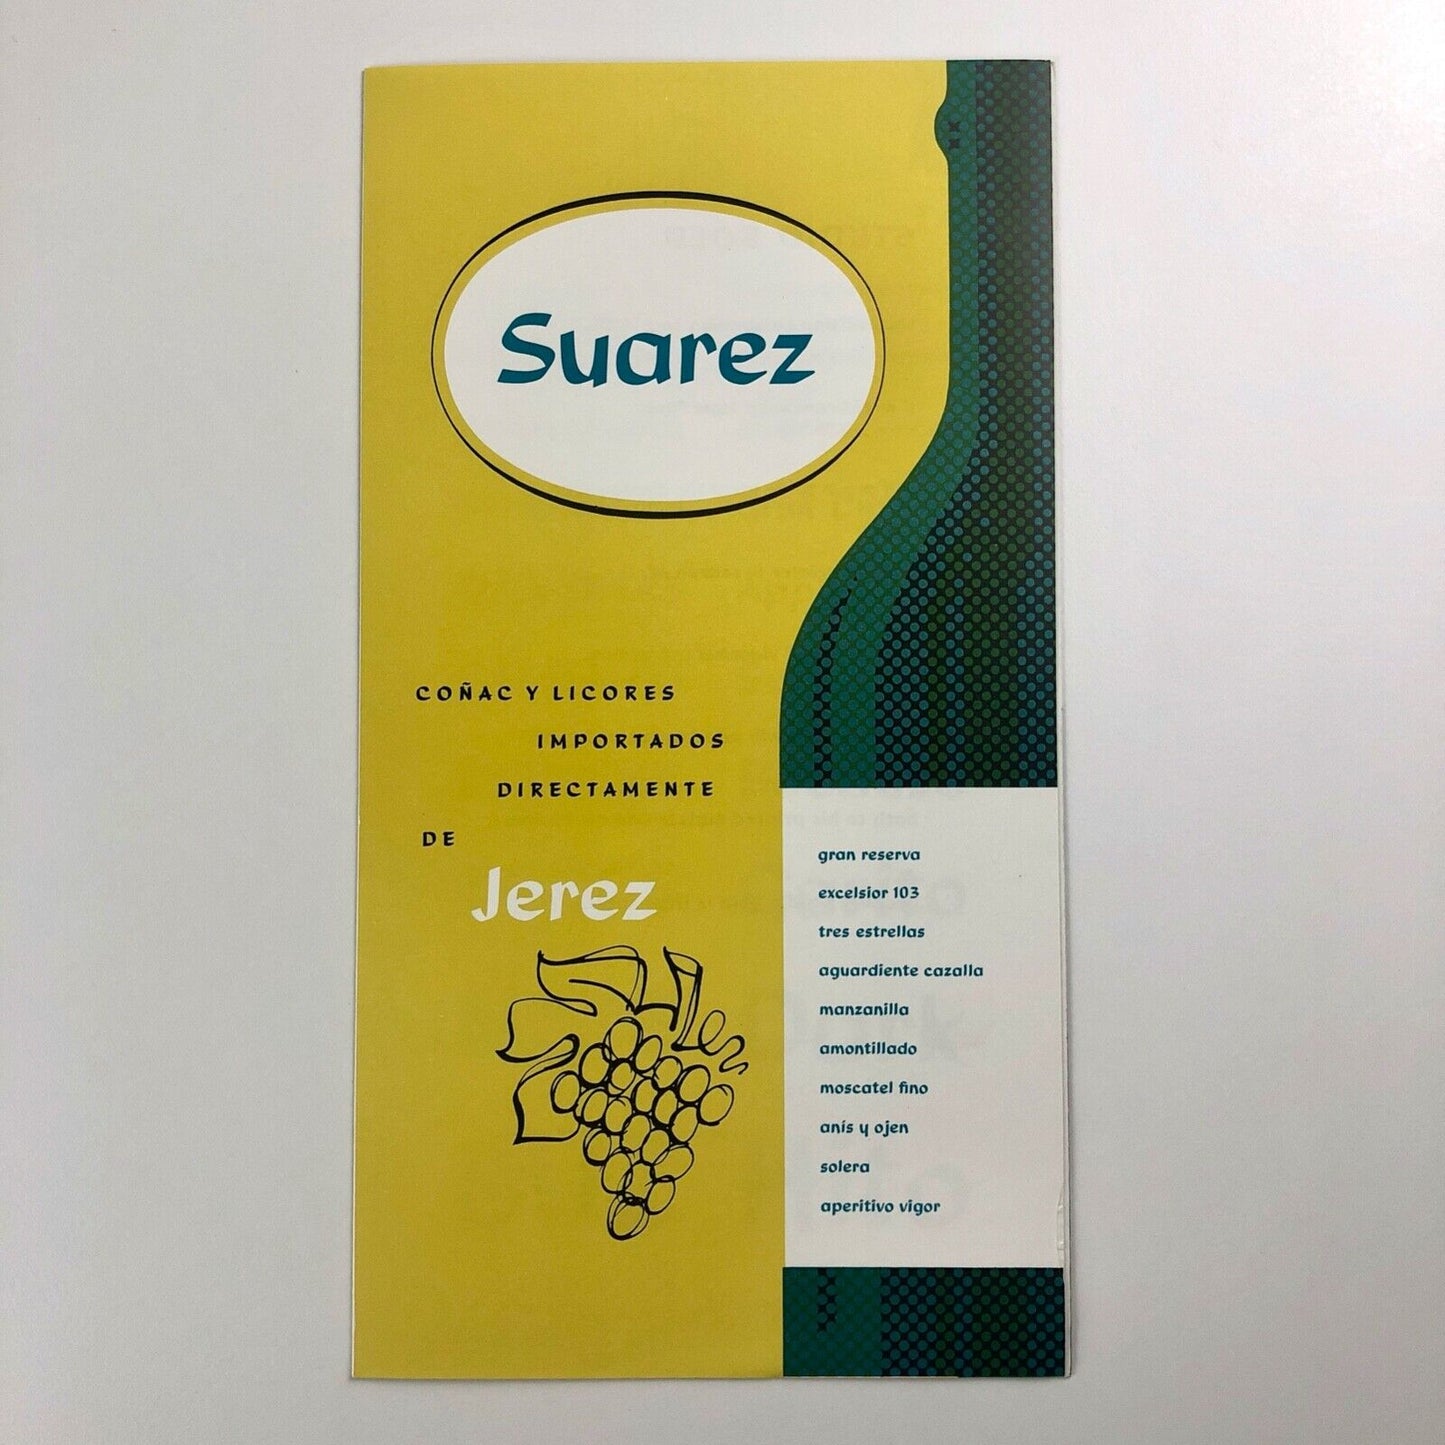 Suarez
COÑAC Y LICORES
IMPORTADOS
DIRECTAMENTE
DE
Jerez
gran reserva
excelsior 103
tres estrellas
aguardiente cazalla
manzanilla
amontillado
moscatel fino
anís y ojen
solera
aperitivo vigor